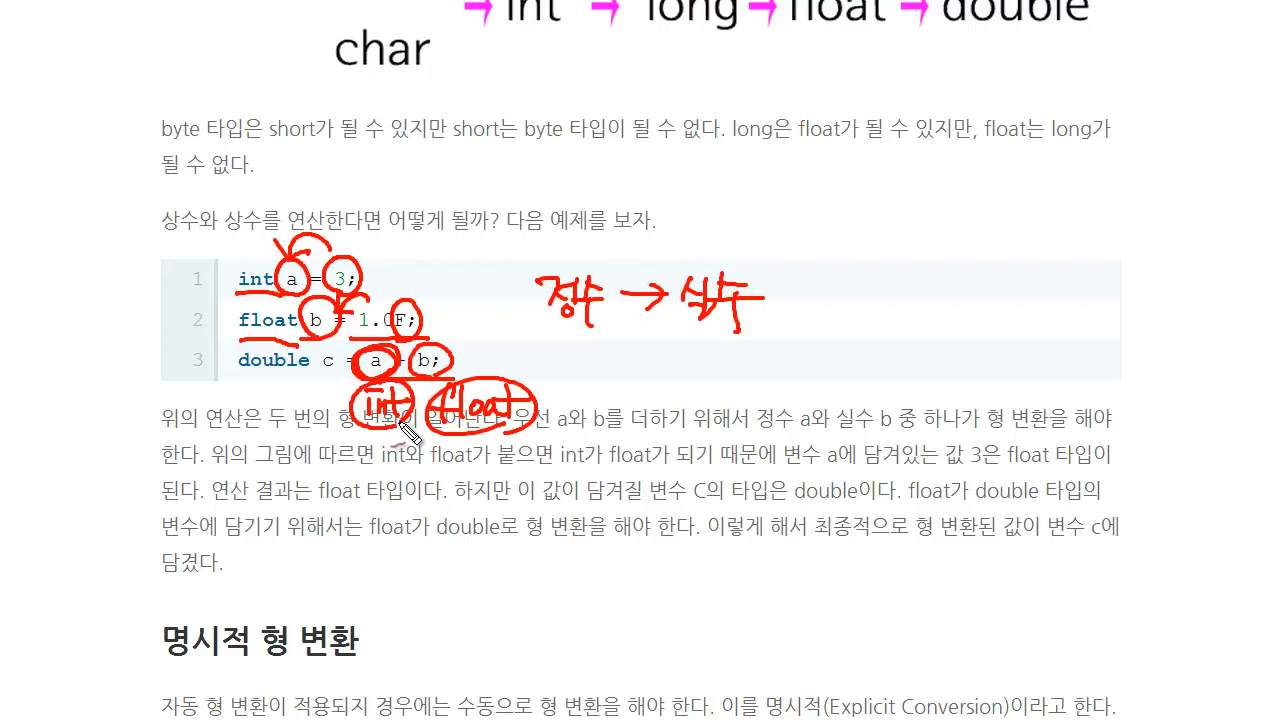 → int → long → float → double
char
byte 타입은 short가 될 수 있지만 short는 byte 타입이 될 수 없다. long은 float가 될 수 있지만, float는 long가
될 수 없다.
상수와 상수를 연산한다면 어떻게 될까? 다음 예제를 보자.
1 int a = 3;
정수 → 실수
2 float b = 1.0F;
3 double c = a + b;
int float
위의 연산은 두 번의 형 변환이 일어난다. 우선 a와 b를 더하기 위해서 정수 a와 실수 b 중 하나가 형 변환을 해야
한다. 위의 그림에 따르면 int와 float가 붙으면 int가 float가 되기 때문에 변수 a에 담겨있는 값 3은 float 타입이
된다. 연산 결과는 float 타입이다. 하지만 이 값이 담겨질 변수 C의 타입은 double이다. float가 double 타입의
변수에 담기기 위해서는 float가 double로 형 변환을 해야 한다. 이렇게 해서 최종적으로 형 변환된 값이 변수 c에
담겼다.
명시적 형 변환
자동 형 변환이 적용되지 경우에는 수동으로 형 변환을 해야 한다. 이를 명시적(Explicit Conversion)이라고 한다.